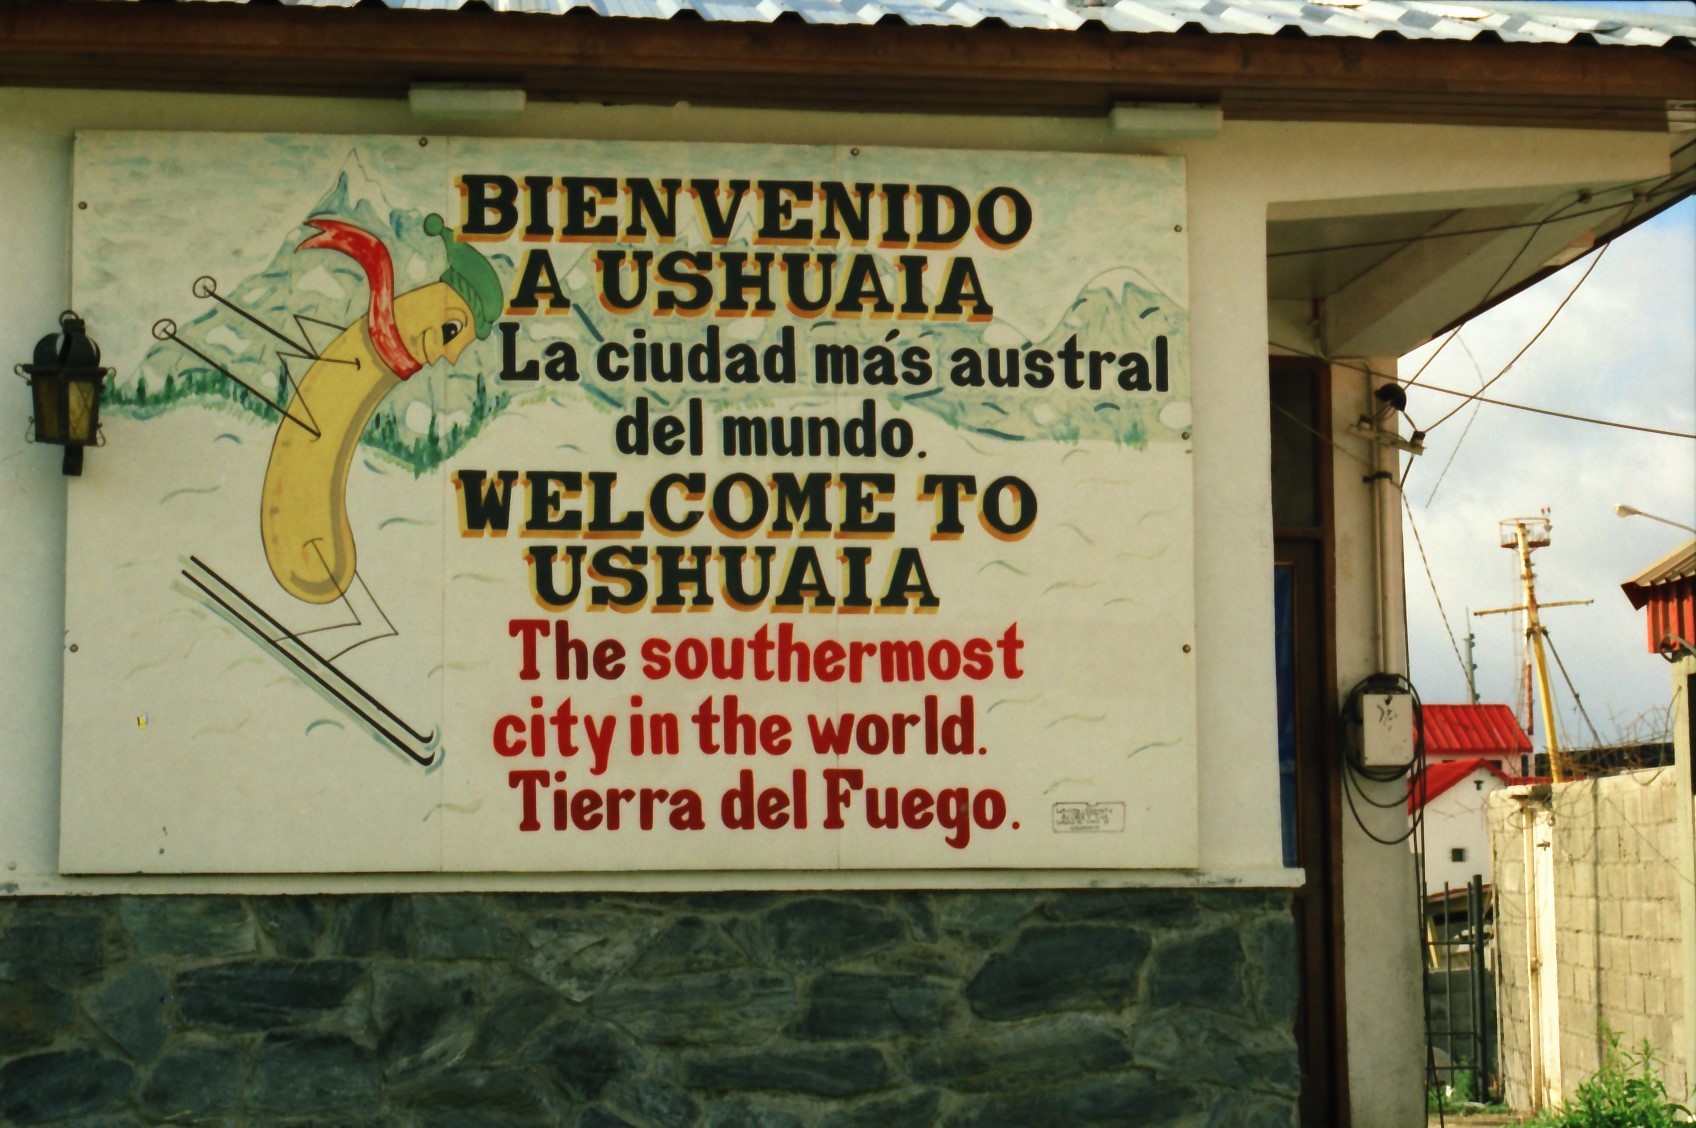 BIENVENIDO
A USHUAIA
La ciudad más austral
del mundo.
WELCOME TO
USHUAIA
The southermost
city in the world.
Tierra del Fuego.